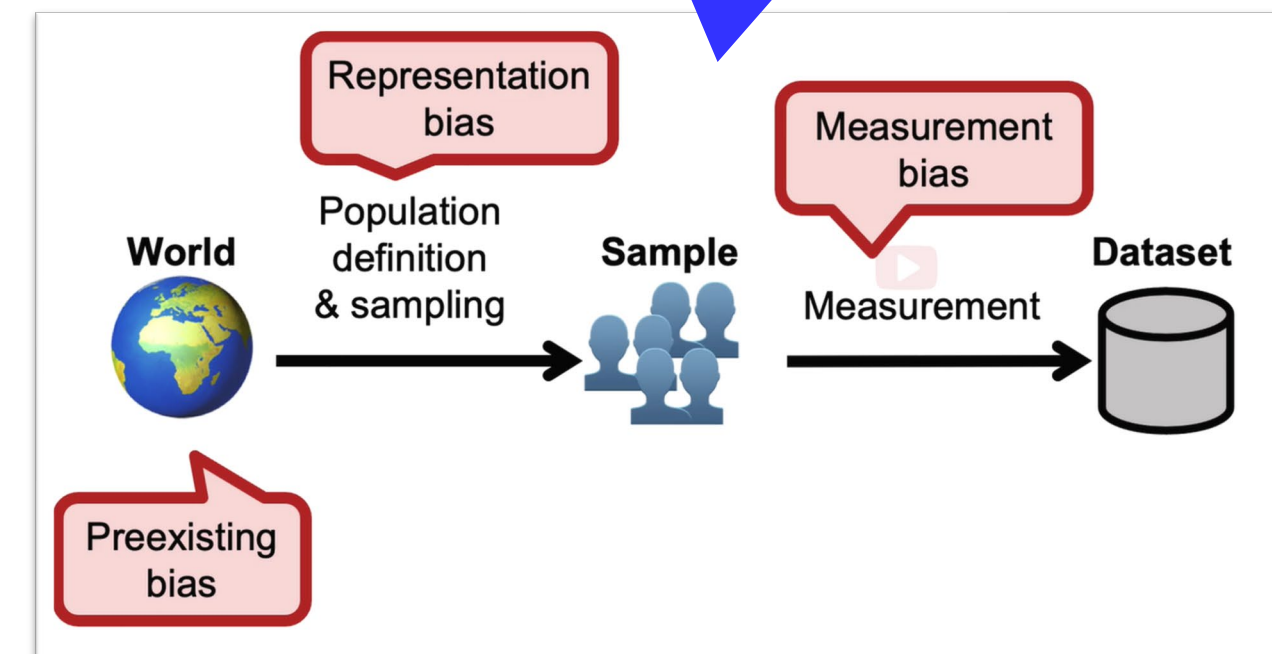 Representation
bias
Measurement
bias
Population
definition
& sampling
World
Sample
Dataset
Measurement
Preexisting
bias